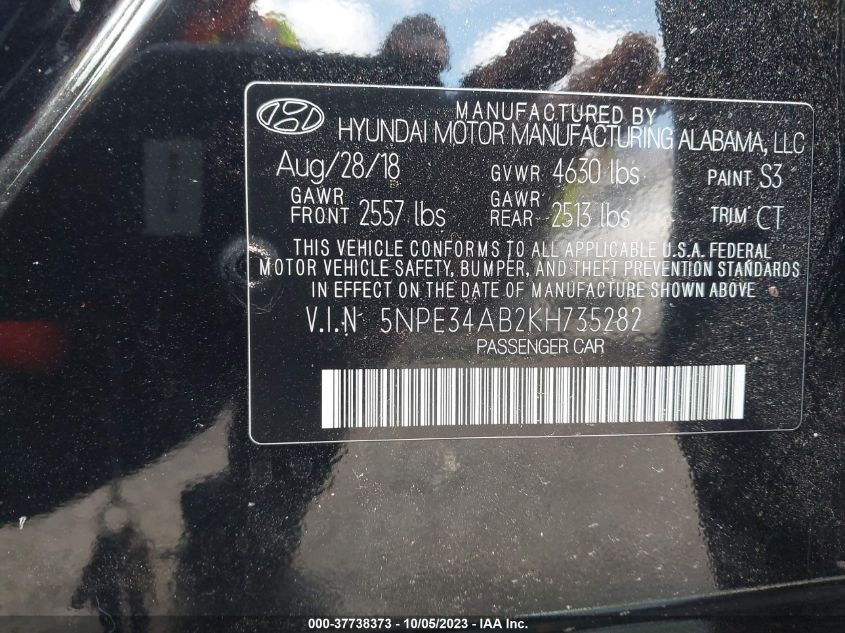 MANUFACTURED BY
HYUNDAI MOTOR MANUFACTURING ALABAMA, LLC
Aug/28/18 GVWR 4630 lbs PAINT S3
GAWR FRONT 2557 lbs GAWR REAR 2513 lbs TRIM CT
THIS VEHICLE CONFORMS TO ALL APPLICABLE U.S.A. FEDERAL
MOTOR VEHICLE SAFETY, BUMPER, AND THEFT PREVENTION STANDARDS
IN EFFECT ON THE DATE OF MANUFACTURE SHOWN ABOVE
V.I.N 5NPE34AB2KH735282
PASSENGER CAR
000-37738373 - 10/05/2023 - © IAA Inc.